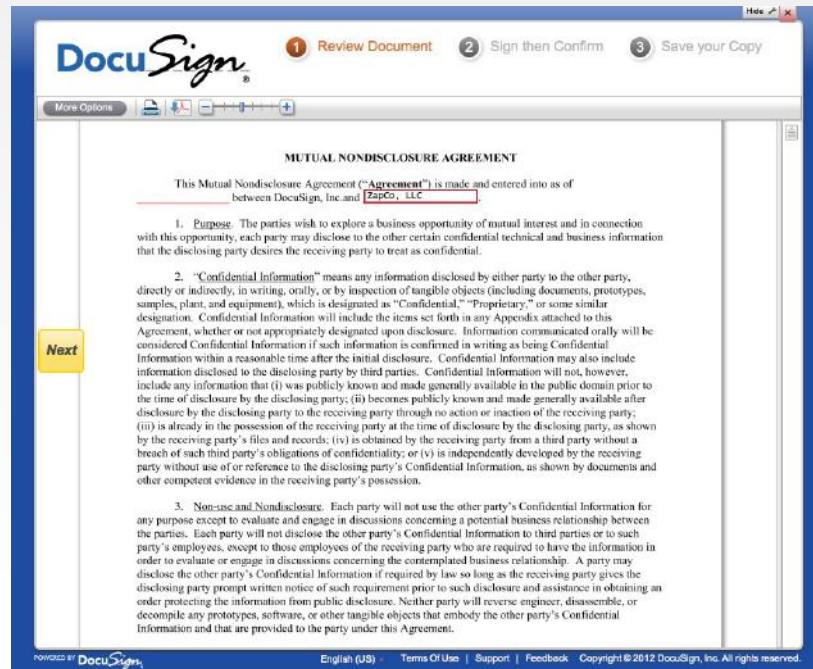 Hide
DocuSign®
1 Review Document 2 Sign then Confirm 3 Save your Copy
More Options
MUTUAL NONDISCLOSURE AGREEMENT
This Mutual Nondisclosure Agreement (“Agreement”) is made and entered into as of
between DocuSign, Inc.and ZapCo, LLC.
1. Purpose. The parties wish to explore a business opportunity of mutual interest and in connection
with this opportunity, each party may disclose to the other certain confidential technical and business information
that the disclosing party desires the receiving party to treat as confidential.
2. “Confidential Information” means any information disclosed by either party to the other party,
directly or indirectly, in writing, orally, or by inspection of tangible objects (including documents, prototypes,
samples, plant, and equipment), which is designated as “Confidential,” “Proprietary,” or some similar
designation. Confidential Information will include the items set forth in any Appendix attached to this
Agreement, whether or not appropriately designated upon disclosure. Information communicated orally will be
considered Confidential Information if such information is confirmed in writing as being Confidential
Information within a reasonable time after the initial disclosure. Confidential Information may also include
information disclosed to the disclosing party by third parties. Confidential Information will not, however,
include any information that (i) was publicly known and made generally available in the public domain prior to
the time of disclosure by the disclosing party; (ii) becomes publicly known and made generally available after
disclosure by the disclosing party to the receiving party through no action or inaction of the receiving party;
(iii) is already in the possession of the receiving party at the time of disclosure by the disclosing party, as shown
by the receiving party’s files and records; (iv) is obtained by the receiving party from a third party without a
breach of such third party’s obligations of confidentiality; or (v) is independently developed by the receiving
party without use of or reference to the disclosing party’s Confidential Information, as shown by documents and
other competent evidence in the receiving party’s possession.
Next
3. Non-use and Nondisclosure. Each party will not use the other party’s Confidential Information for
any purpose except to evaluate and engage in discussions concerning a potential business relationship between
the parties. Each party will not disclose the other party’s Confidential Information to third parties or to such
party’s employees, except to those employees of the receiving party who are required to have the information in
order to evaluate or engage in discussions concerning the contemplated business relationship. A party may
disclose the other party’s Confidential Information if required by law so long as the receiving party gives the
disclosing party prompt written notice of such requirement prior to such disclosure and assistance in obtaining an
order protecting the information from public disclosure. Neither party will reverse engineer, disassemble, or
decompile any prototypes, software, or other tangible objects that embody the other party’s Confidential
Information and that are provided to the party under this Agreement.
POWERED BY DocuSign English (US) Terms Of Use | Support | Feedback Copyright © 2012 DocuSign, Inc. All rights reserved.